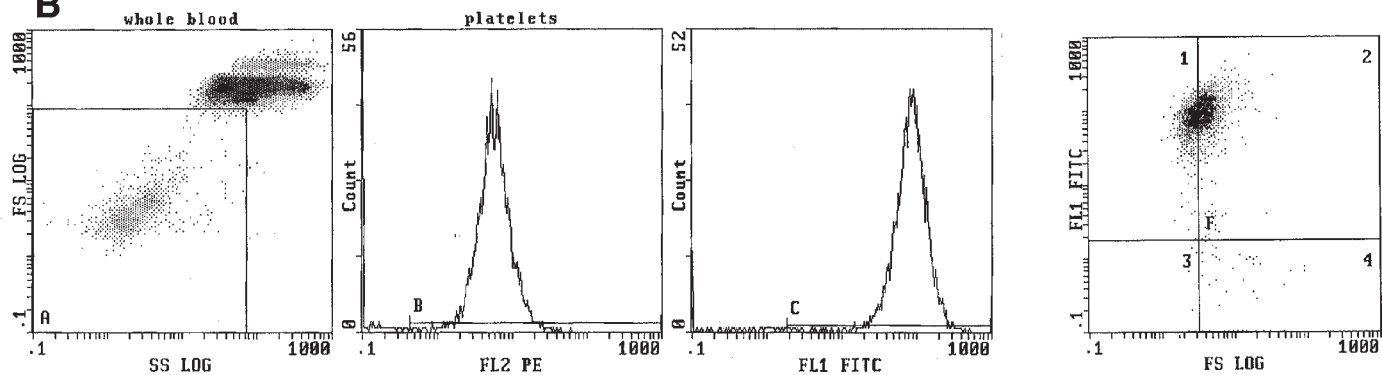 B
whole blood
platelets
1000
FS LOG
.1
A
.1
1000
SS LOG
56
Count
0
B
.1
1000
FL2 PE
52
Count
0
C
.1
1000
FL1 FITC
1000
FL1 FITC
.1
1
2
F
3
4
.1
1000
FS LOG